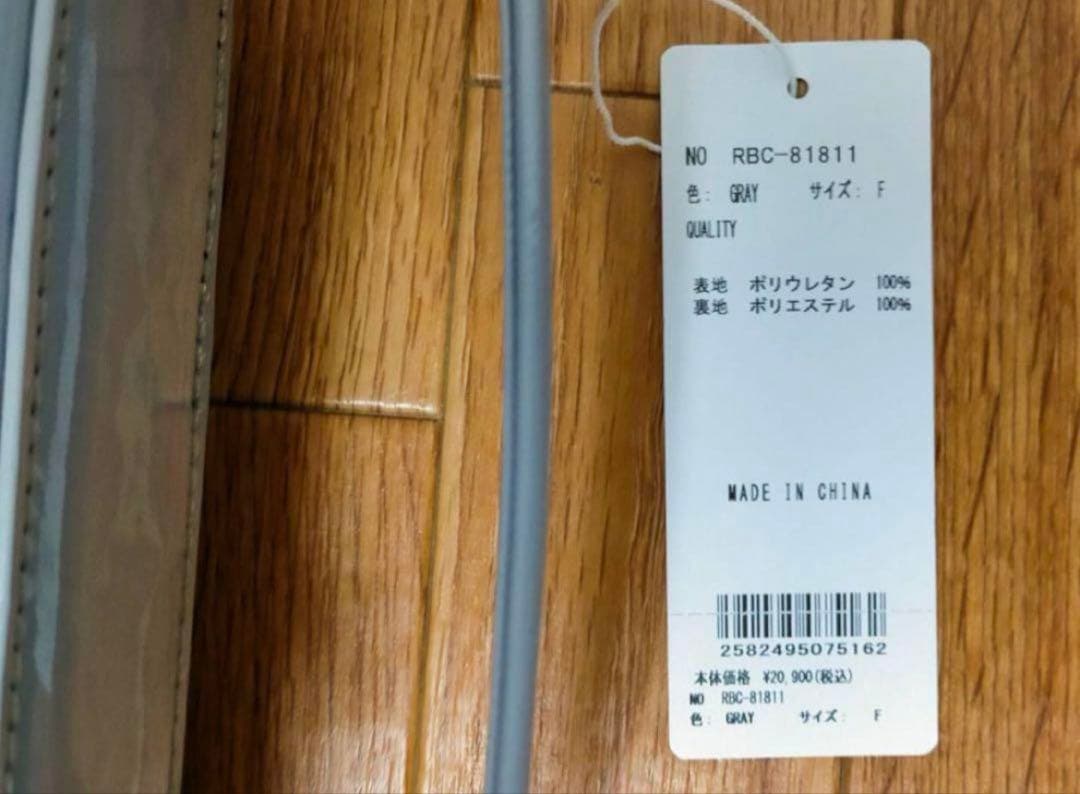 NO RBC-81811
色: GRAY サイズ: F
QUALITY
表地 ポリウレタン 100%
裏地 ポリエステル 100%
MADE IN CHINA
2582495075162
本体価格 ¥20,900(税込)
NO RBC-81811
色: GRAY サイズ: F